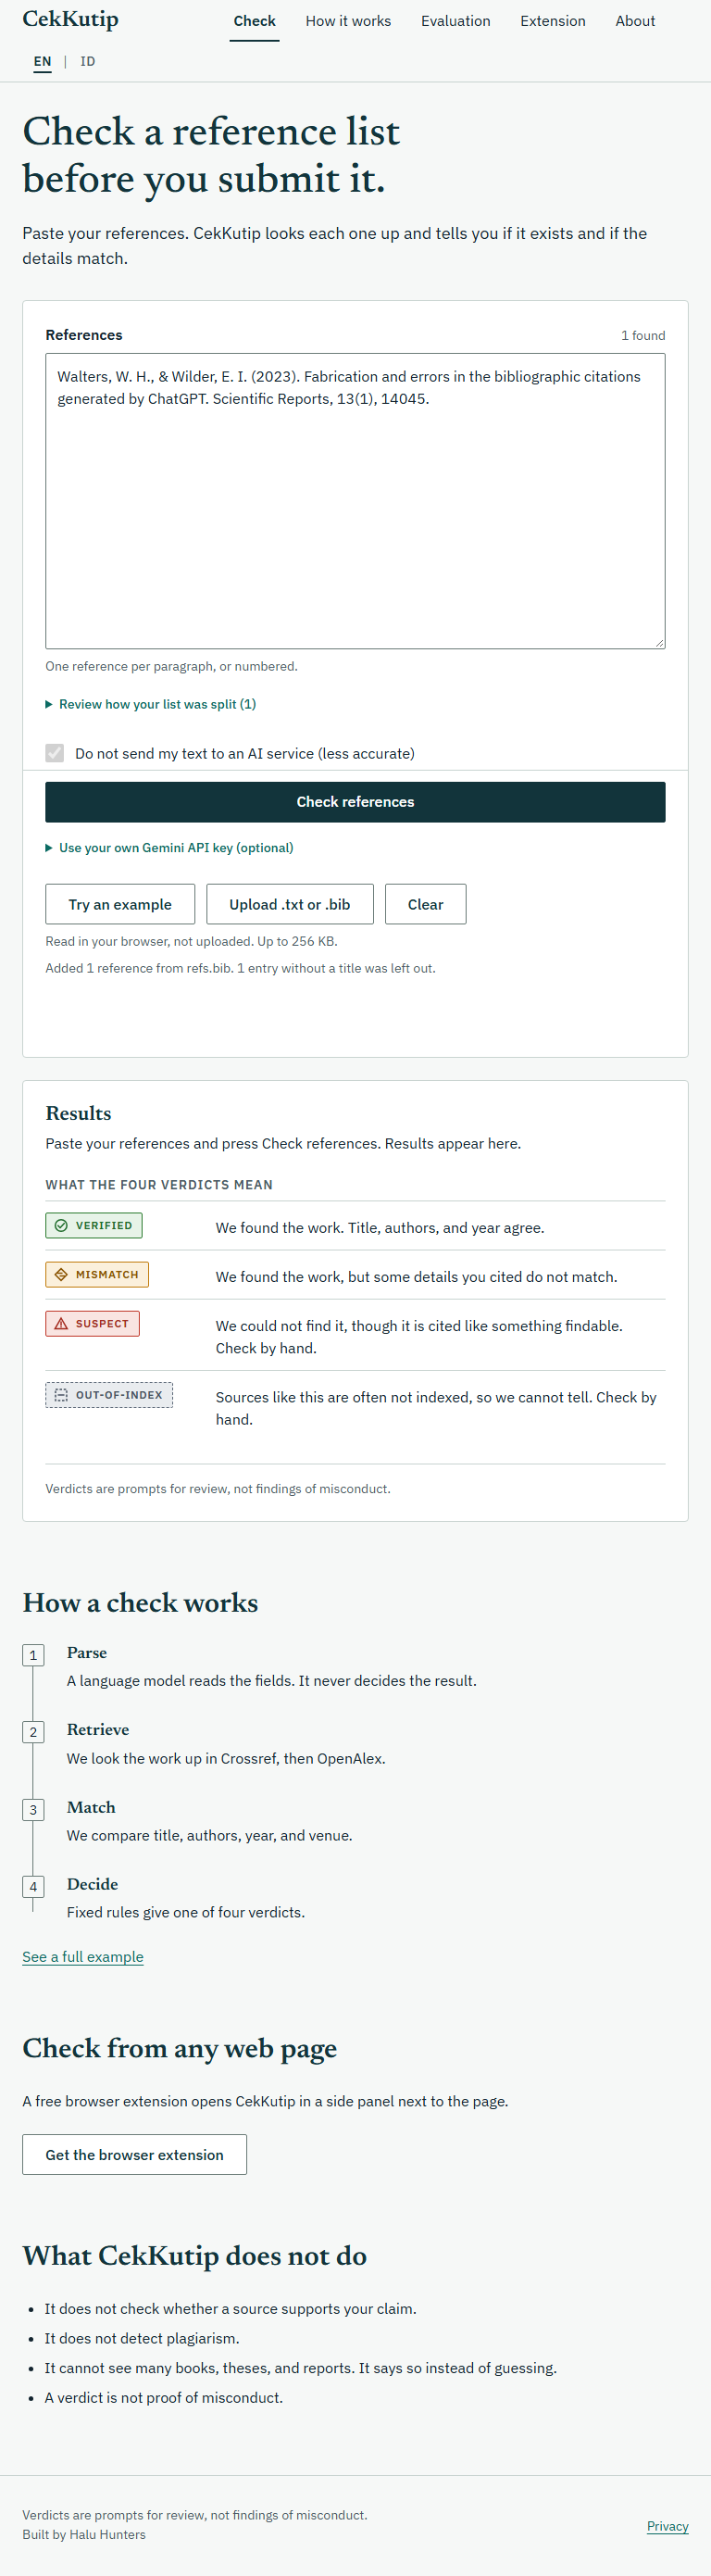 CekKutip
Check
How it works
Evaluation
Extension
About
EN | ID
Check a reference list
before you submit it.
Paste your references. CekKutip looks each one up and tells you if it exists and if the
details match.
References
1 found
Walters, W. H., & Wilder, E. I. (2023). Fabrication and errors in the bibliographic citations
generated by ChatGPT. Scientific Reports, 13(1), 14045.
One reference per paragraph, or numbered.
Review how your list was split (1)
Do not send my text to an AI service (less accurate)
Check references
Use your own Gemini API key (optional)
Try an example
Upload .txt or .bib
Clear
Read in your browser, not uploaded. Up to 256 KB.
Added 1 reference from refs.bib. 1 entry without a title was left out.
Results
Paste your references and press Check references. Results appear here.
WHAT THE FOUR VERDICTS MEAN
VERIFIED
We found the work. Title, authors, and year agree.
MISMATCH
We found the work, but some details you cited do not match.
SUSPECT
We could not find it, though it is cited like something findable.
Check by hand.
OUT-OF-INDEX
Sources like this are often not indexed, so we cannot tell. Check by
hand.
Verdicts are prompts for review, not findings of misconduct.
How a check works
1
Parse
A language model reads the fields. It never decides the result.
2
Retrieve
We look the work up in Crossref, then OpenAlex.
3
Match
We compare title, authors, year, and venue.
4
Decide
Fixed rules give one of four verdicts.
See a full example
Check from any web page
A free browser extension opens CekKutip in a side panel next to the page.
Get the browser extension
What CekKutip does not do
• It does not check whether a source supports your claim.
• It does not detect plagiarism.
• It cannot see many books, theses, and reports. It says so instead of guessing.
• A verdict is not proof of misconduct.
Verdicts are prompts for review, not findings of misconduct.
Built by Halu Hunters
Privacy